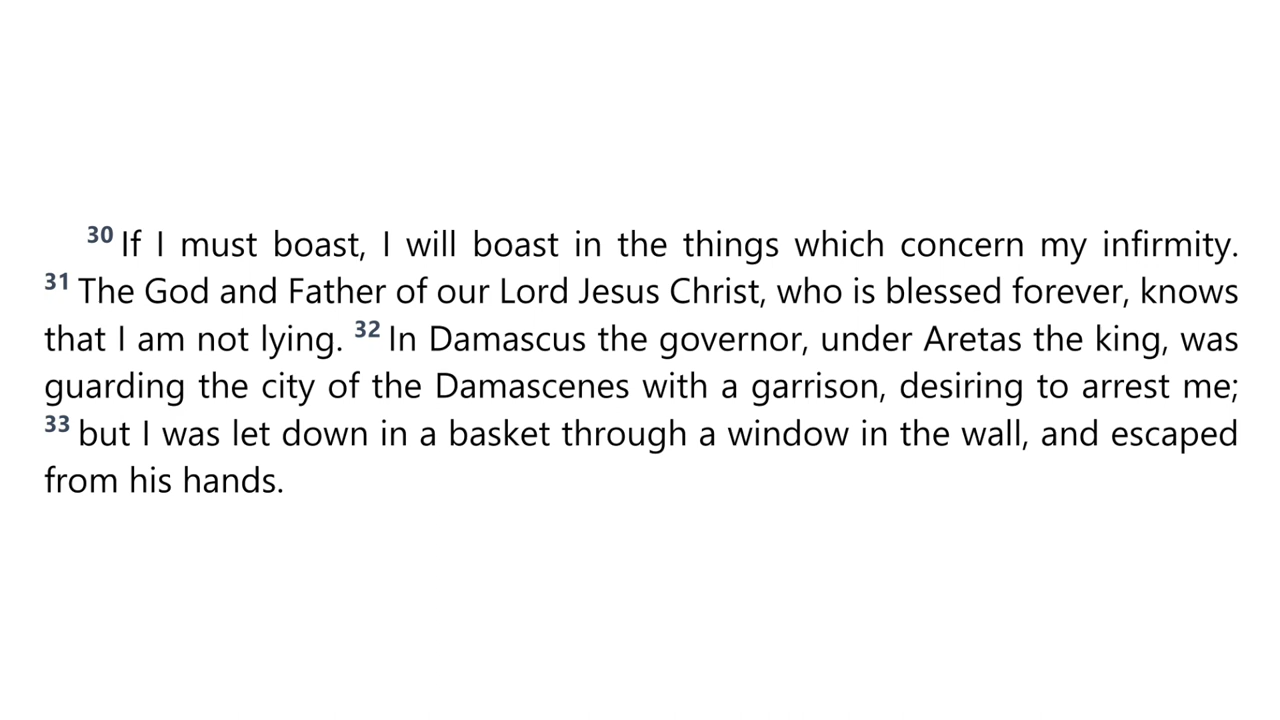 30 If I must boast, I will boast in the things which concern my infirmity.
31 The God and Father of our Lord Jesus Christ, who is blessed forever, knows
that I am not lying. 32 In Damascus the governor, under Aretas the king, was
guarding the city of the Damascenes with a garrison, desiring to arrest me;
33 but I was let down in a basket through a window in the wall, and escaped
from his hands.